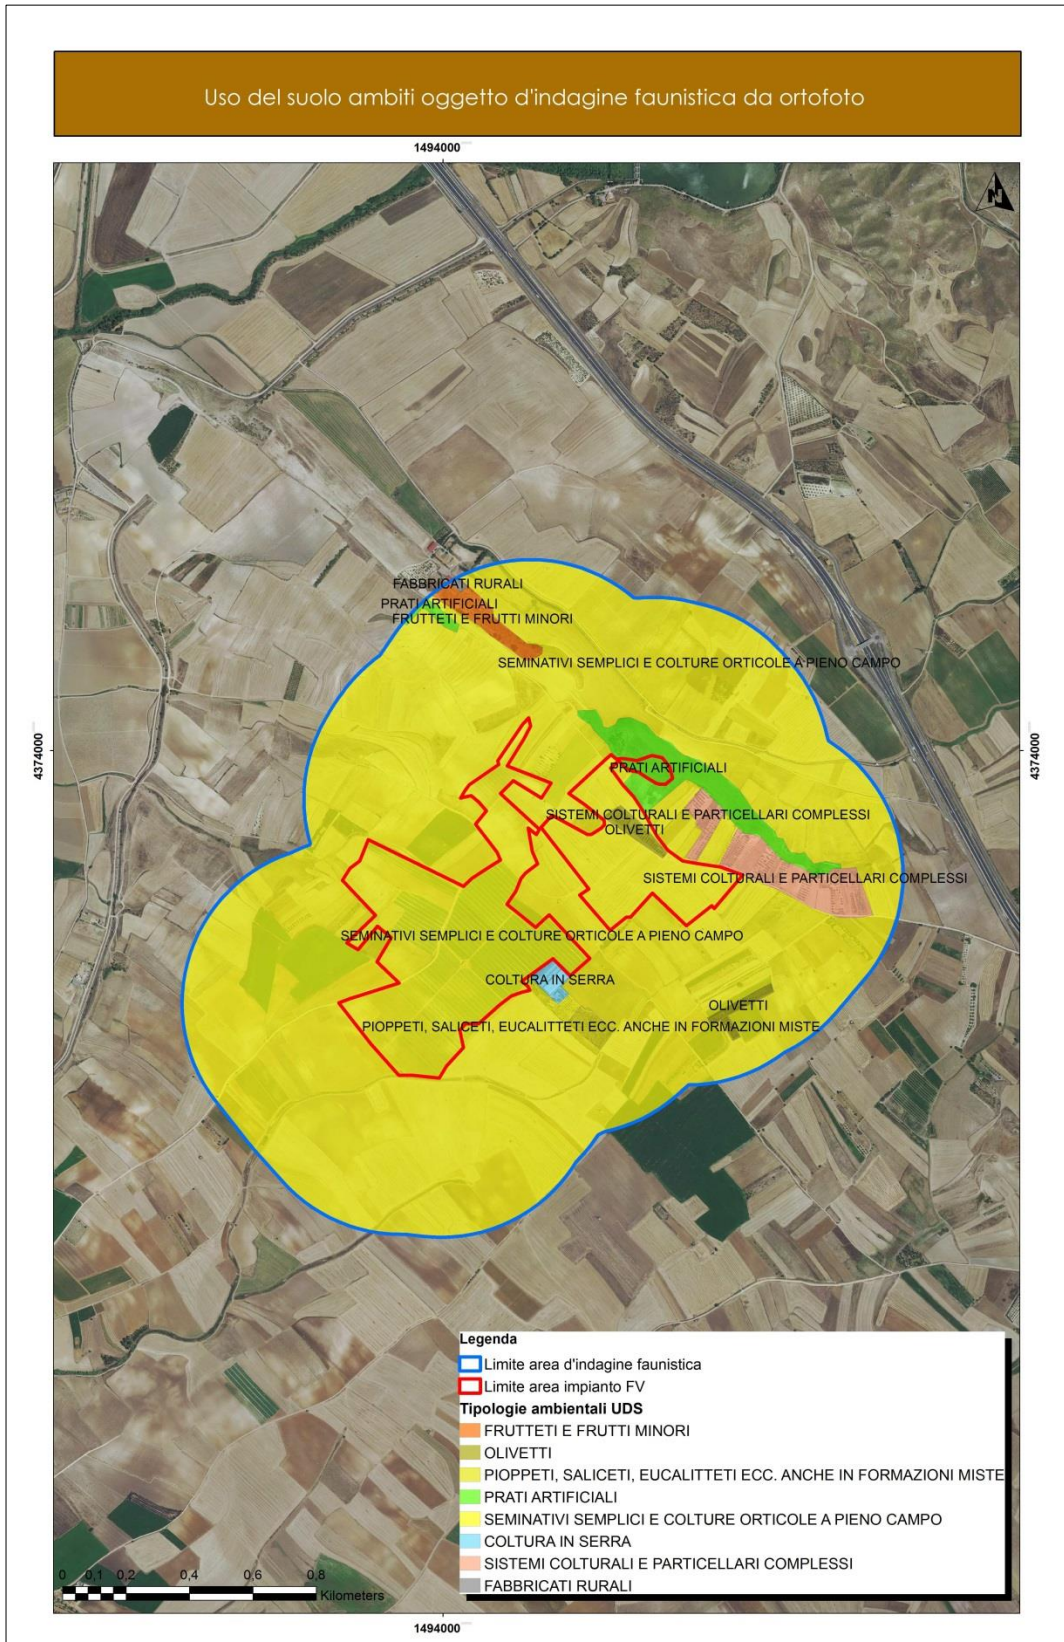 Uso del suolo ambiti oggetto d'indagine faunistica da ortofoto
1494000
N
FABBRICATI RURALI
PRATI ARTIFICIALI
FRUTTETI E FRUTTI MINORI
SEMINATIVI SEMPLICI E COLTURE ORTICOLE A PIENO CAMPO
4374000
4374000
PRATI ARTIFICIALI
SISTEMI COLTURALI E PARTICELLARI COMPLESSI
OLIVETTI
SISTEMI COLTURALI E PARTICELLARI COMPLESSI
SEMINATIVI SEMPLICI E COLTURE ORTICOLE A PIENO CAMPO
COLTURA IN SERRA
OLIVETTI
PIOPPETI, SALICETI, EUCALITTETI ECC. ANCHE IN FORMAZIONI MISTE
Legenda
Limite area d'indagine faunistica
Limite area impianto FV
Tipologie ambientali UDS
FRUTTETI E FRUTTI MINORI
OLIVETTI
PIOPPETI, SALICETI, EUCALITTETI ECC. ANCHE IN FORMAZIONI MISTE
PRATI ARTIFICIALI
SEMINATIVI SEMPLICI E COLTURE ORTICOLE A PIENO CAMPO
COLTURA IN SERRA
SISTEMI COLTURALI E PARTICELLARI COMPLESSI
FABBRICATI RURALI
0 0,1 0,2 0,4 0,6 0,8
Kilometers
1494000